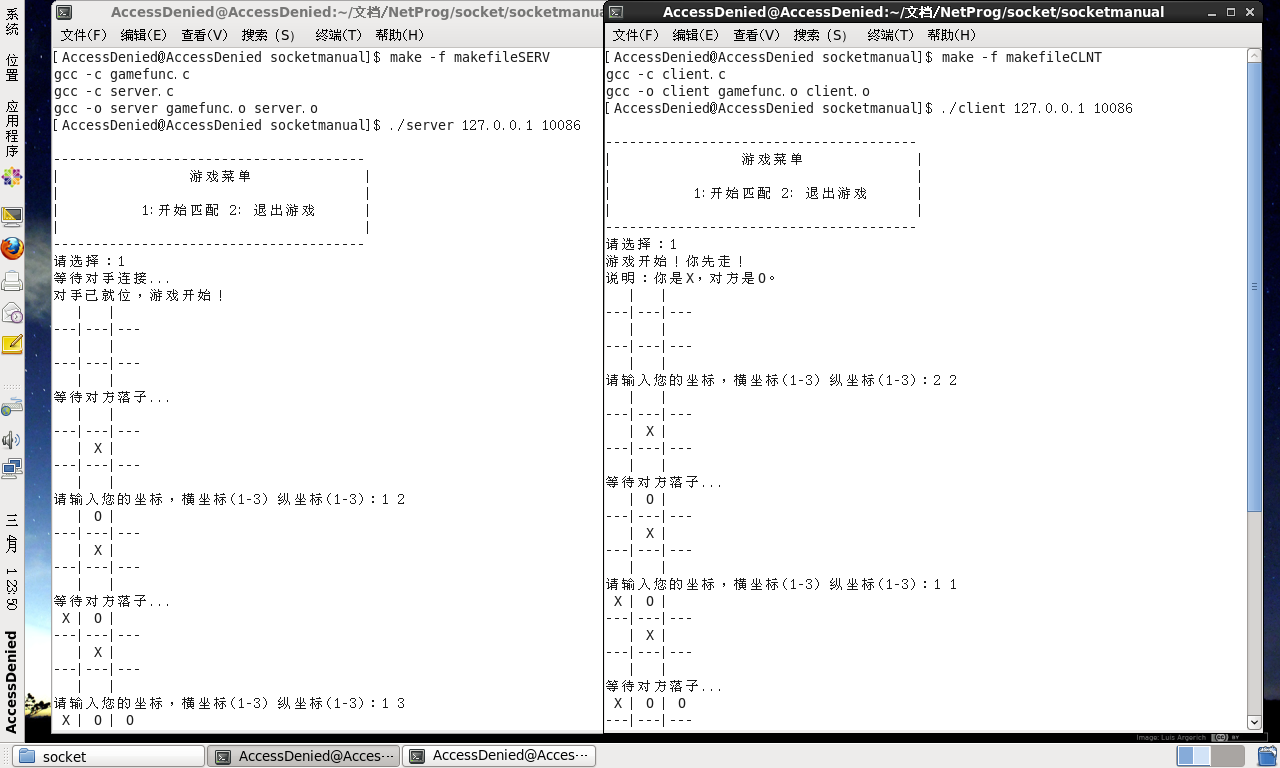 系统
位置
应用程序
三 月
1:23:50
AccessDenied
AccessDenied@AccessDenied:~/文档/NetProg/socket/socketmanua
文件(F) 编辑(E) 查看(V) 搜索 (S) 终端(T) 帮助(H)
[AccessDenied@AccessDenied socketmanual]$ make -f makefileSERV
gcc -c gamefunc.c
gcc -c server.c
gcc -o server gamefunc.o server.o
[AccessDenied@AccessDenied socketmanual]$ ./server 127.0.0.1 10086
---------------------------------------
| 游戏菜单 |
| |
| 1:开始匹配 2: 退出游戏 |
| |
---------------------------------------
请选择：1
等待对手连接...
对手已就位，游戏开始！
| |
---|---|---
| |
---|---|---
| |
等待对方落子...
| |
---|---|---
| X |
---|---|---
| |
请输入您的坐标，横坐标(1-3) 纵坐标(1-3)：1 2
| O |
---|---|---
| X |
---|---|---
| |
等待对方落子...
X | O |
---|---|---
| X |
---|---|---
| |
请输入您的坐标，横坐标(1-3) 纵坐标(1-3)：1 3
X | O | O
AccessDenied@AccessDenied:~/文档/NetProg/socket/socketmanual
文件(F) 编辑(E) 查看(V) 搜索 (S) 终端(T) 帮助(H)
[AccessDenied@AccessDenied socketmanual]$ make -f makefileCLNT
gcc -c client.c
gcc -o client gamefunc.o client.o
[AccessDenied@AccessDenied socketmanual]$ ./client 127.0.0.1 10086
---------------------------------------
| 游戏菜单 |
| |
| 1:开始匹配 2: 退出游戏 |
| |
---------------------------------------
请选择：1
游戏开始！你先走！
说明：你是X，对方是O。
| |
---|---|---
| |
---|---|---
| |
请输入您的坐标，横坐标(1-3) 纵坐标(1-3)：2 2
| |
---|---|---
| X |
---|---|---
| |
等待对方落子...
| O |
---|---|---
| X |
---|---|---
| |
请输入您的坐标，横坐标(1-3) 纵坐标(1-3)：1 1
X | O |
---|---|---
| X |
---|---|---
| |
等待对方落子...
X | O | O
---|---|---
Image: Luis Argerich (cc) BY
socket
AccessDenied@Acces···
AccessDenied@Acces···